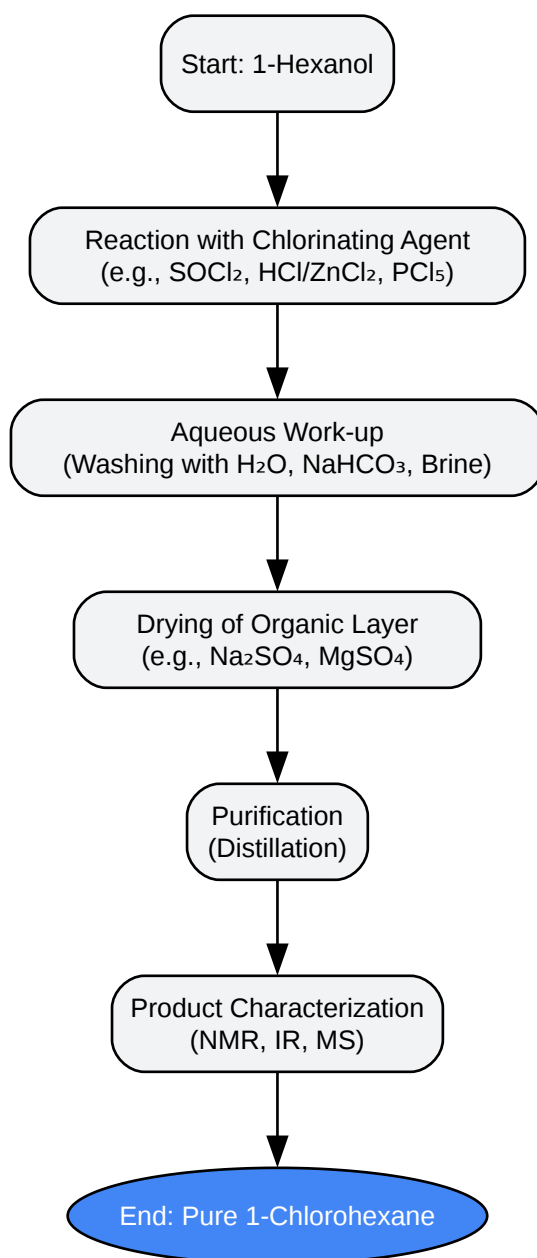 Start: 1-Hexanol
Reaction with Chlorinating Agent
(e.g., SOCl₂, HCl/ZnCl₂, PCl₅)
Aqueous Work-up
(Washing with H₂O, NaHCO₃, Brine)
Drying of Organic Layer
(e.g., Na₂SO₄, MgSO₄)
Purification
(Distillation)
Product Characterization
(NMR, IR, MS)
End: Pure 1-Chlorohexane